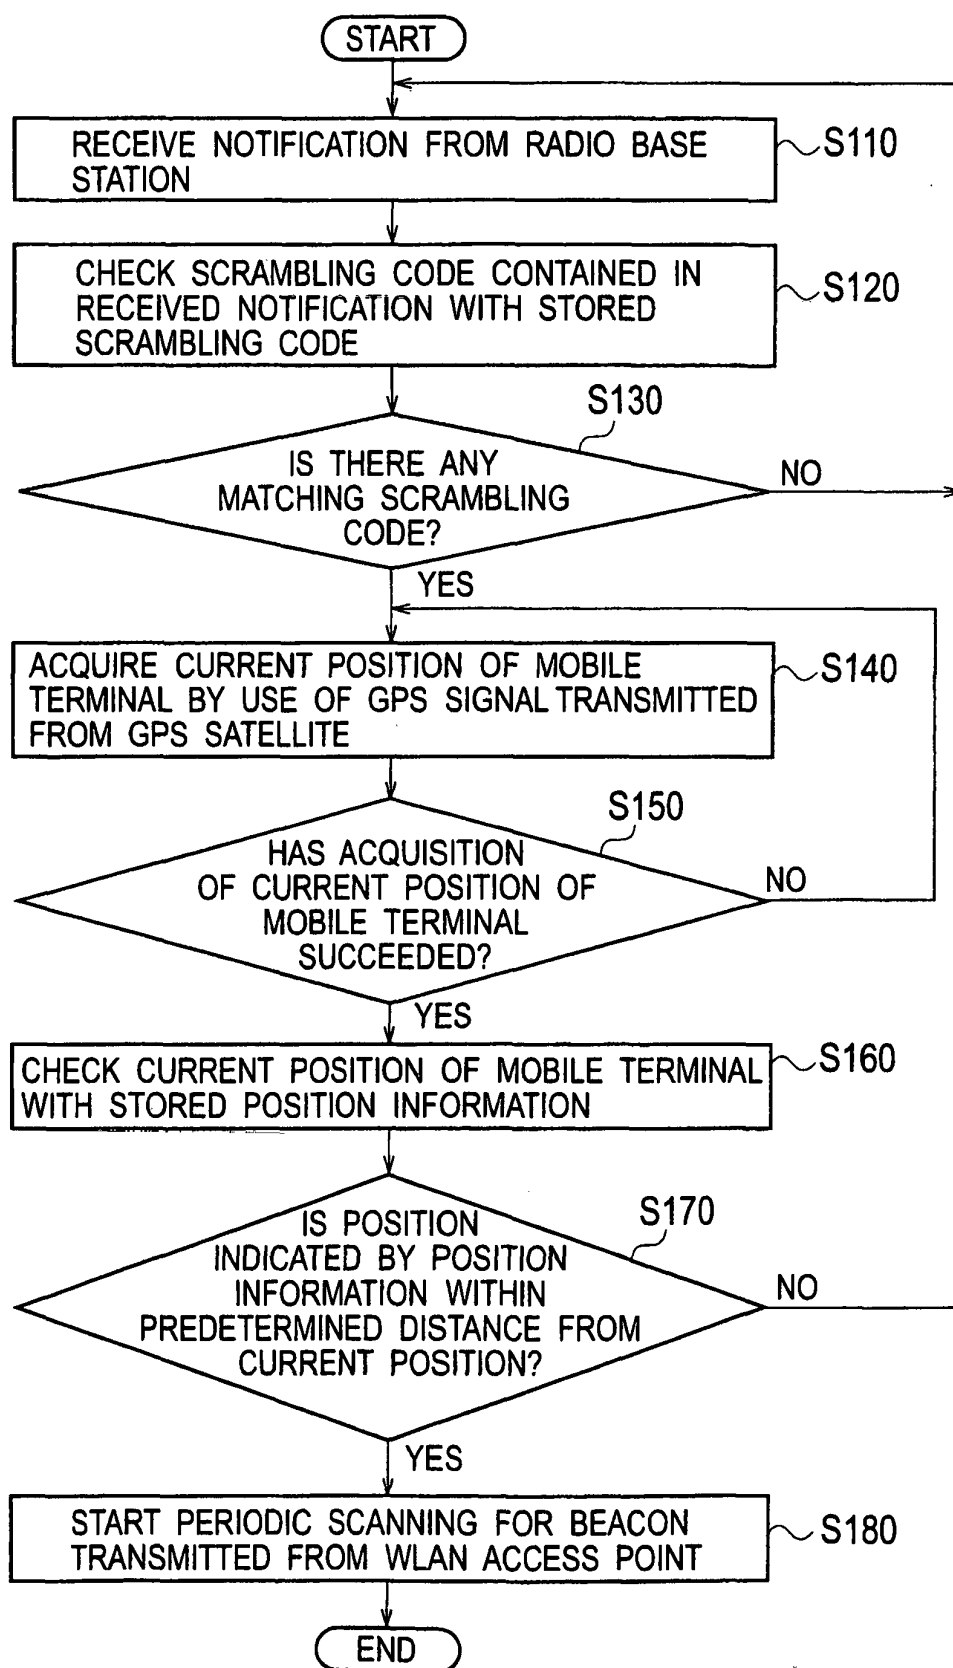 START
RECEIVE NOTIFICATION FROM RADIO BASE
STATION
S110
CHECK SCRAMBLING CODE CONTAINED IN
RECEIVED NOTIFICATION WITH STORED
SCRAMBLING CODE
S120
S130
IS THERE ANY
MATCHING SCRAMBLING
CODE?
NO
YES
ACQUIRE CURRENT POSITION OF MOBILE
TERMINAL BY USE OF GPS SIGNAL TRANSMITTED
FROM GPS SATELLITE
S140
S150
HAS ACQUISITION
OF CURRENT POSITION OF
MOBILE TERMINAL
SUCCEEDED?
NO
YES
CHECK CURRENT POSITION OF MOBILE TERMINAL
WITH STORED POSITION INFORMATION
S160
S170
IS POSITION
INDICATED BY POSITION
INFORMATION WITHIN
PREDETERMINED DISTANCE FROM
CURRENT POSITION?
NO
YES
START PERIODIC SCANNING FOR BEACON
TRANSMITTED FROM WLAN ACCESS POINT
S180
END